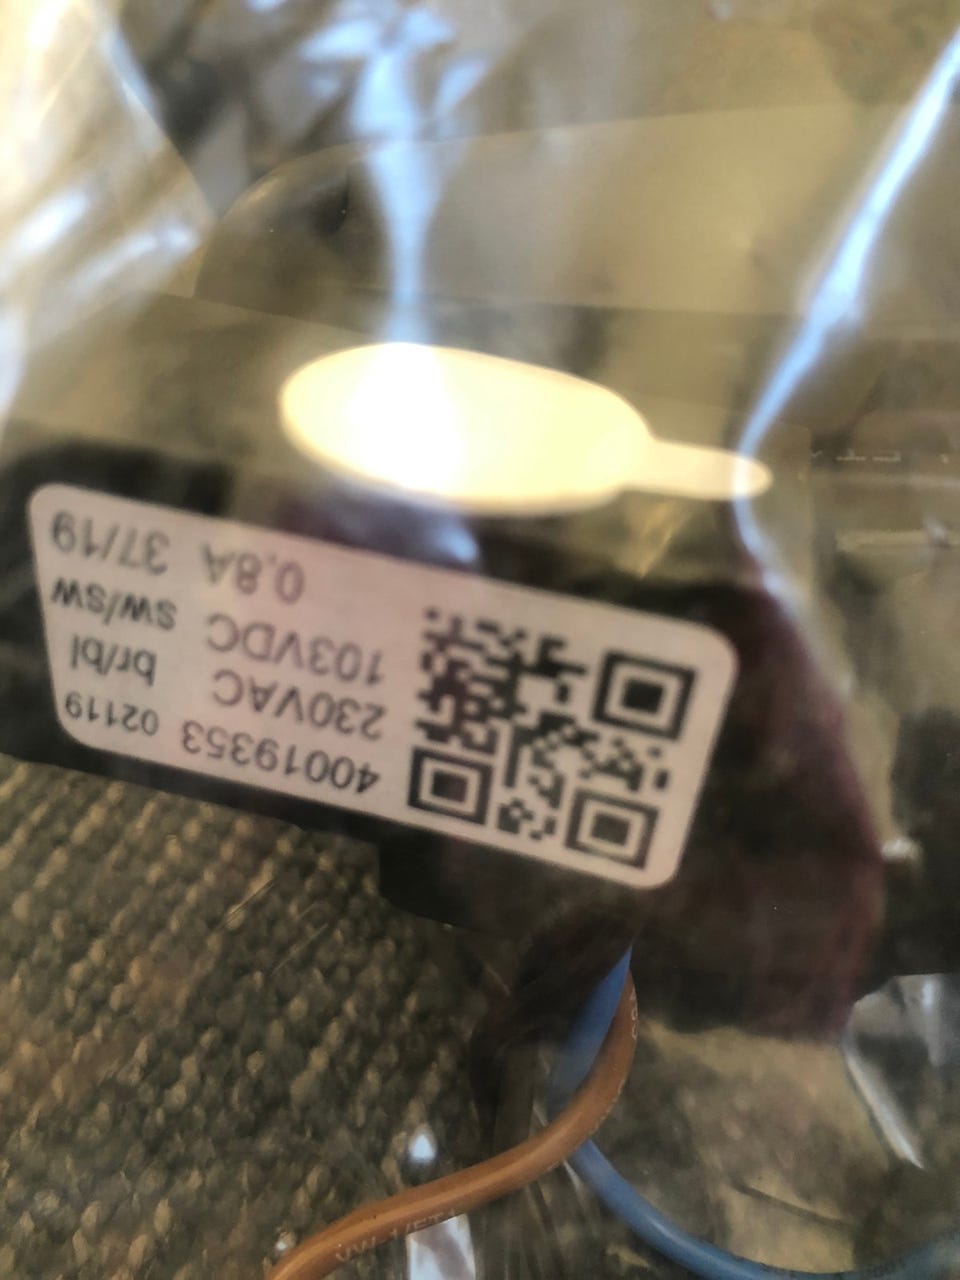 40019353 02119
230VAC br/bl
103VDC sw/sw
0,8A 37/19